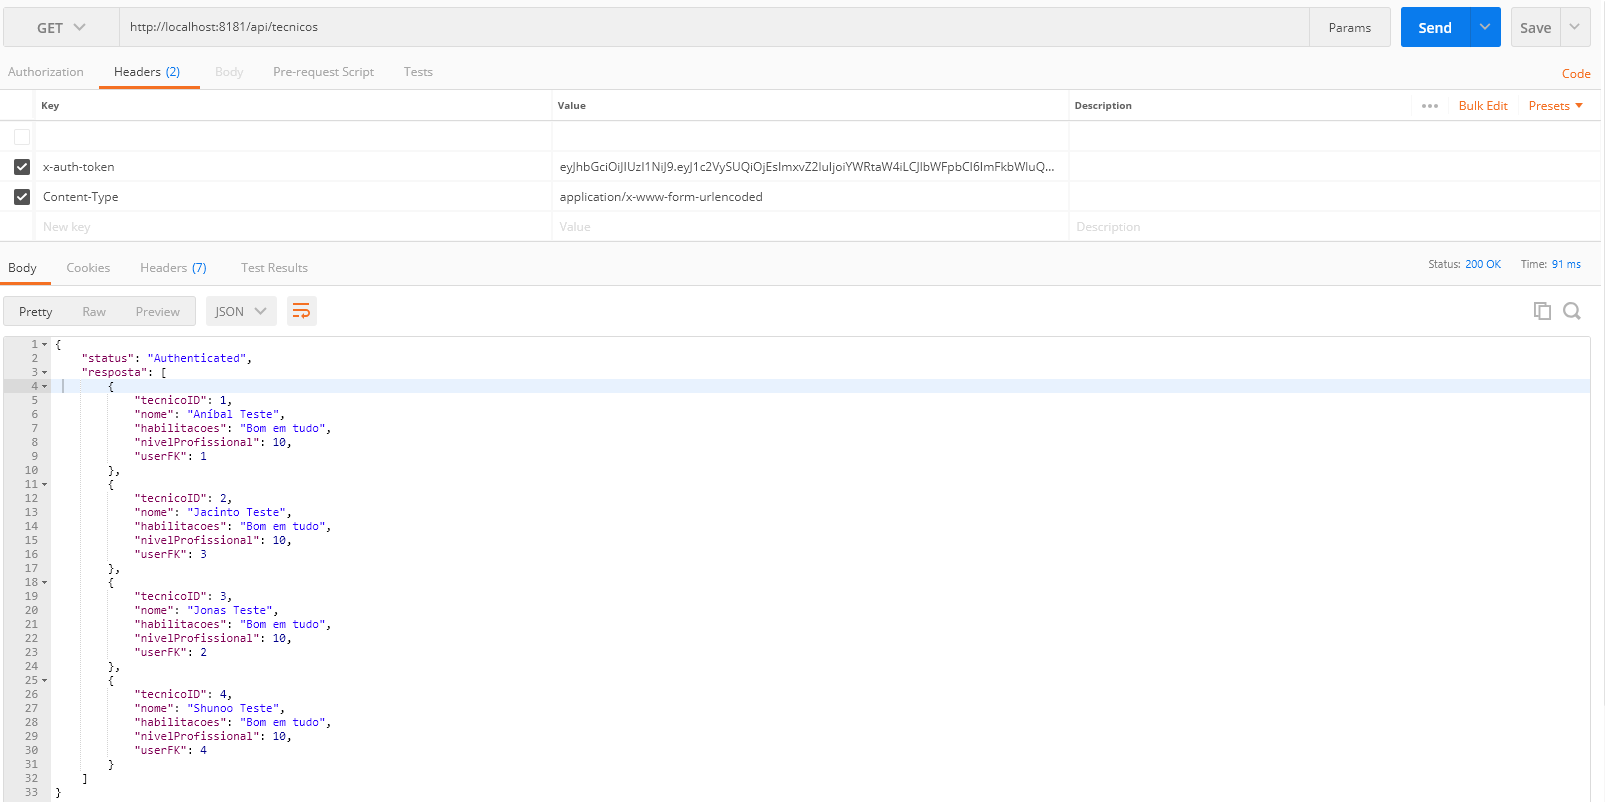 GET http://localhost:8181/api/tecnicos Params Send Save
Authorization Headers (2) Body Pre-request Script Tests Code
Key Value Description ••• Bulk Edit Presets
x-auth-token eyJhbGciOiJIUzI1NiJ9.eyJ1c2VySUQiOjEsImxvZ2luIjoiYWRtaW4iLCJlbWFpbCI6ImFkbWluQ...
Content-Type application/x-www-form-urlencoded
New key Value Description
Body Cookies Headers (7) Test Results Status: 200 OK Time: 91 ms
Pretty Raw Preview JSON
1 {
2 "status": "Authenticated",
3 "resposta": [
4 {
5 "tecnicoID": 1,
6 "nome": "Aníbal Teste",
7 "habilitacoes": "Bom em tudo",
8 "nivelProfissional": 10,
9 "userFK": 1
10 },
11 {
12 "tecnicoID": 2,
13 "nome": "Jacinto Teste",
14 "habilitacoes": "Bom em tudo",
15 "nivelProfissional": 10,
16 "userFK": 3
17 },
18 {
19 "tecnicoID": 3,
20 "nome": "Jonas Teste",
21 "habilitacoes": "Bom em tudo",
22 "nivelProfissional": 10,
23 "userFK": 2
24 },
25 {
26 "tecnicoID": 4,
27 "nome": "Shunoo Teste",
28 "habilitacoes": "Bom em tudo",
29 "nivelProfissional": 10,
30 "userFK": 4
31 }
32 ]
33 }